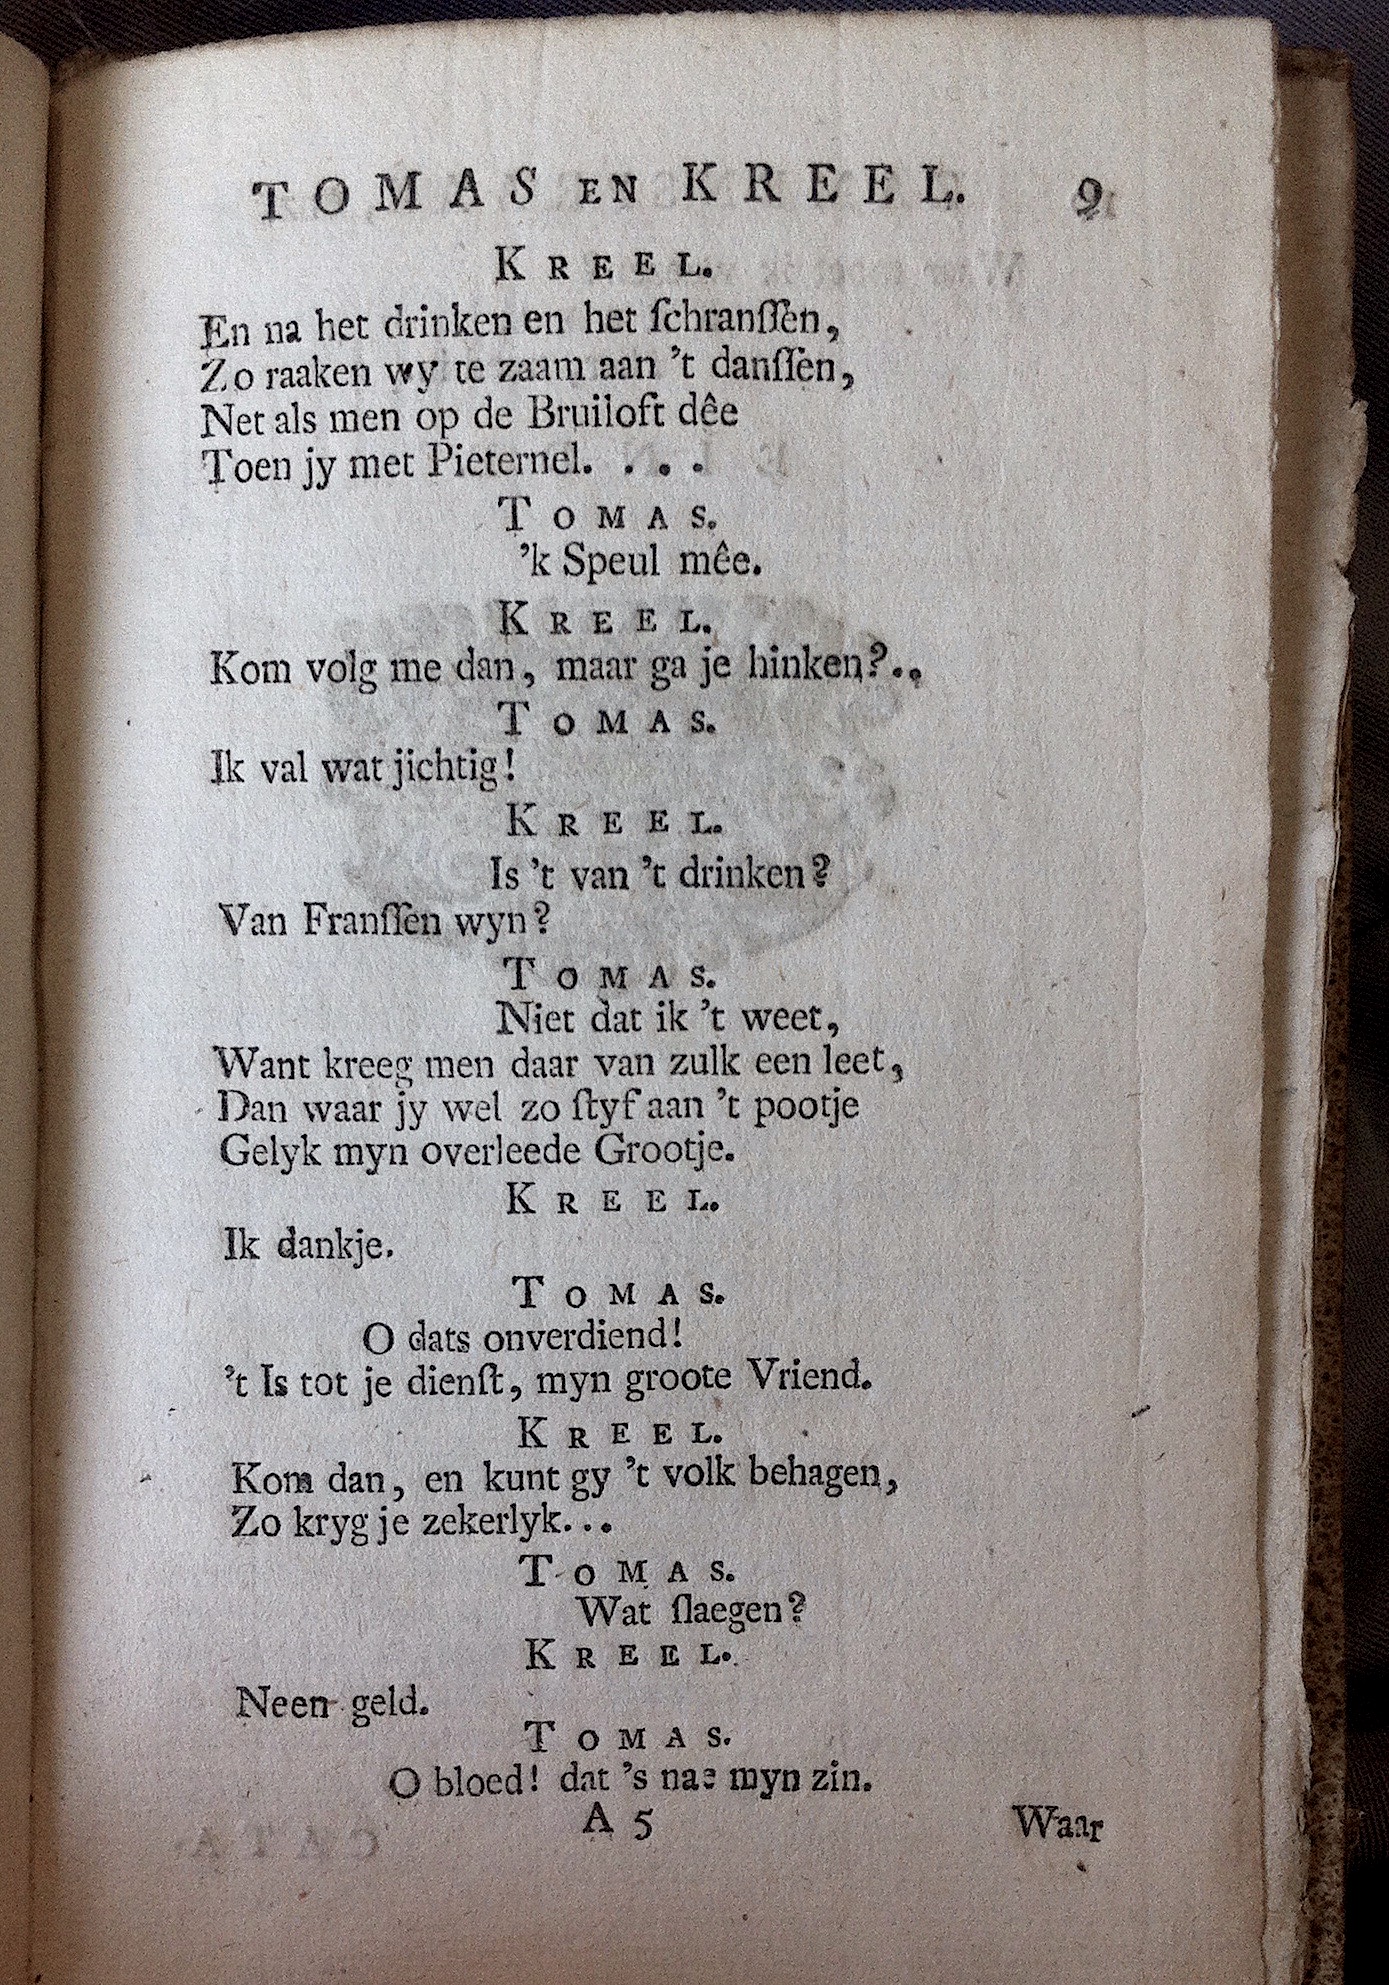 TOMAS EN KREEL. 9
KREEL.
En na het drinken en het ſchranſſen,
Zo raaken wy te zaam aan 't danſſen,
Net als men op de Bruiloft dêe
Toen jy met Pieternel. . . .
TOMAS.
'k Speul mêe.
KREEL.
Kom volg me dan, maar ga je hinken?..
TOMAS.
Ik val wat jichtig!
KREEL.
Is 't van 't drinken?
Van Franſſen wyn?
TOMAS.
Niet dat ik 't weet,
Want kreeg men daar van zulk een leet,
Dan waar jy wel zo ſtyf aan 't pootje
Gelyk myn overleede Grootje.
KREEL.
Ik dankje.
TOMAS.
O dats onverdiend!
't Is tot je dienſt, myn groote Vriend.
KREEL.
Kom dan, en kunt gy 't volk behagen,
Zo kryg je zekerlyk...
TOMAS.
Wat ſlaegen?
KREEL.
Neen geld.
TOMAS.
O bloed! dat 's nae myn zin.
A 5 Waar